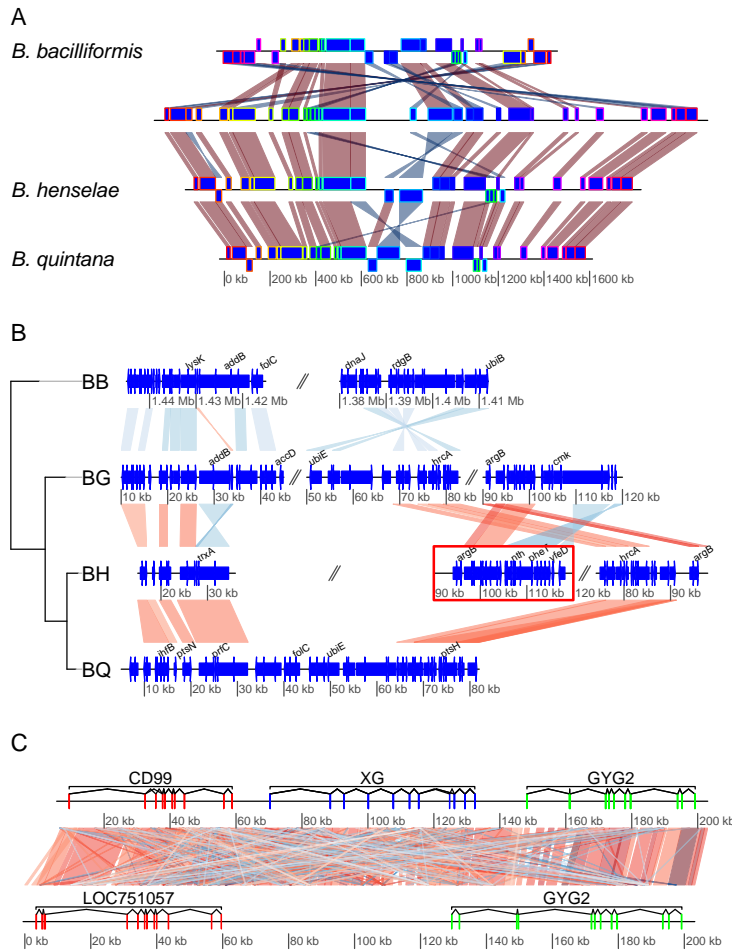 A
B. bacilliformis
B. henselae
B. quintana
0 kb 200 kb 400 kb 600 kb 800 kb 1000 kb 1200 kb 1400 kb 1600 kb
B
lysK addB folC dnaJ rdgB ubiB
BB // 
1.44 Mb 1.43 Mb 1.42 Mb 1.38 Mb 1.39 Mb 1.4 Mb 1.41 Mb
addB accD ubiE hrcA argB cmk
BG // //
10 kb 20 kb 30 kb 40 kb 50 kb 60 kb 70 kb 80 kb 90 kb 100 kb 110 kb 120 kb
trxA argB nth pheT yfeD hrcA argB
BH // //
20 kb 30 kb 90 kb 100 kb 110 kb 120 kb 80 kb 90 kb
ihfB ptsN prfC folC ubiE ptsH
BQ
10 kb 20 kb 30 kb 40 kb 50 kb 60 kb 70 kb 80 kb
C
CD99 XG GYG2
20 kb 40 kb 60 kb 80 kb 100 kb 120 kb 140 kb 160 kb 180 kb 200 kb
LOC751057 GYG2
0 kb 20 kb 40 kb 60 kb 80 kb 100 kb 120 kb 140 kb 160 kb 180 kb 200 kb